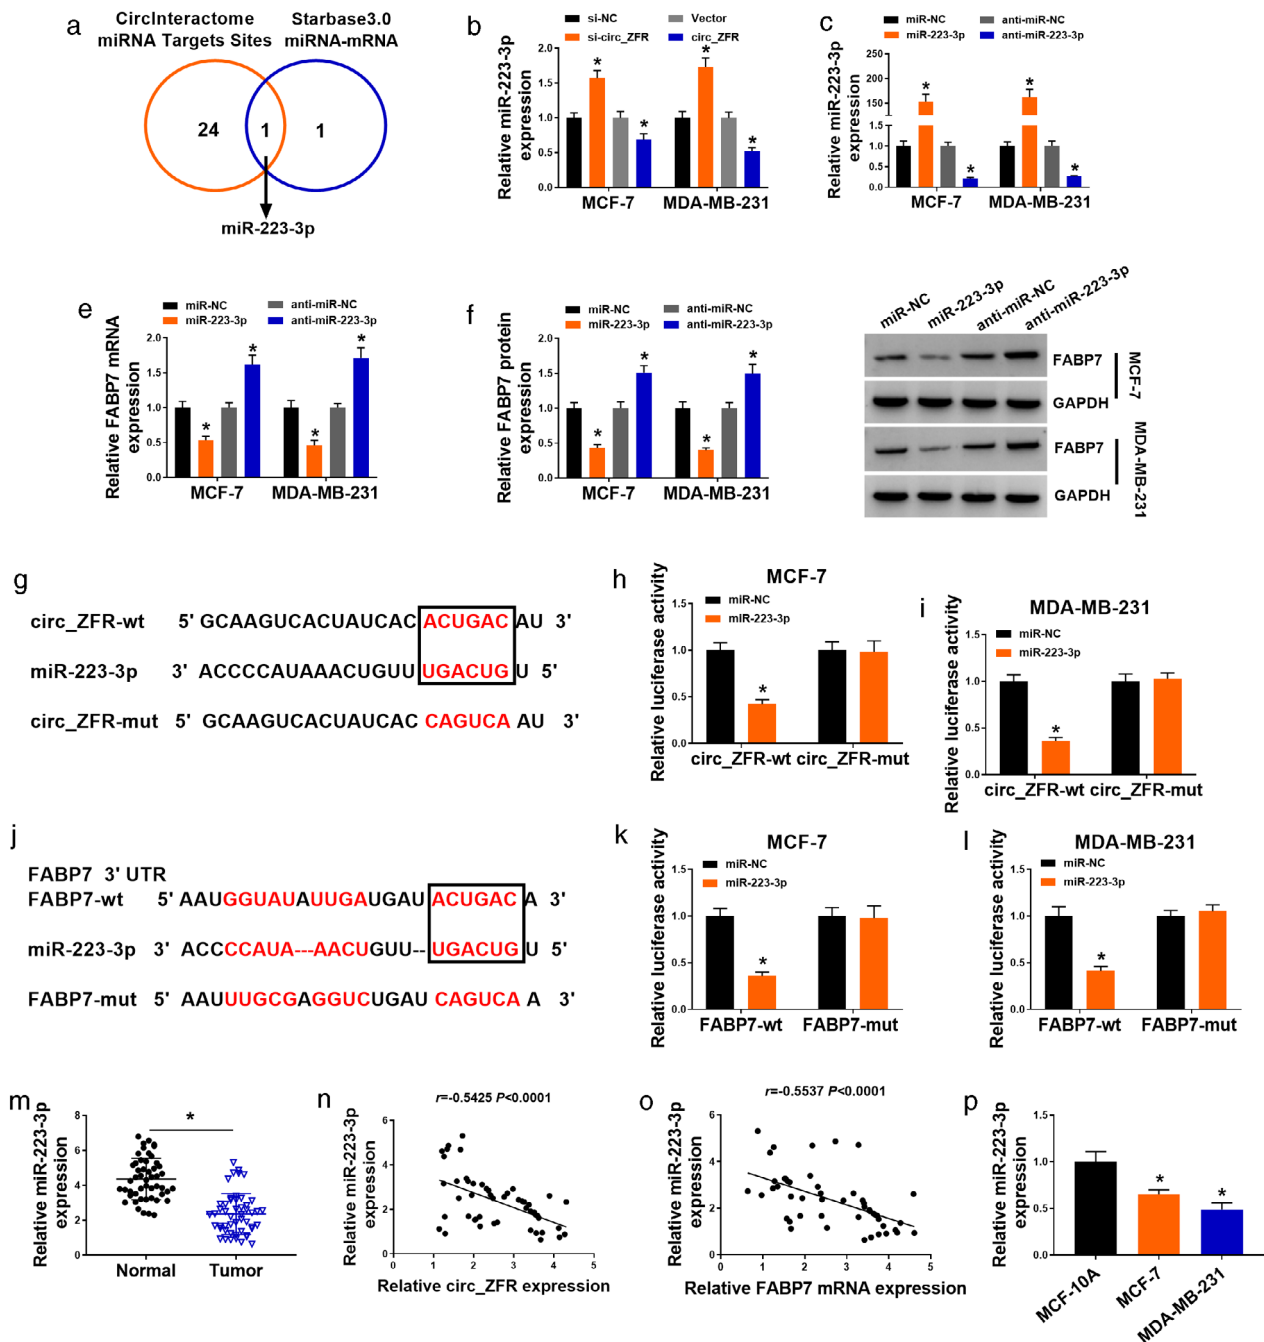 a
CircInteractome
miRNA Targets Sites
Starbase3.0
miRNA-mRNA
24
1
1
miR-223-3p
b
si-NC
si-circ_ZFR
Vector
circ_ZFR
Relative miR-223-3p
expression
2.0
1.5
1.0
0.5
0.0
* * * *
MCF-7
MDA-MB-231
c
miR-NC
miR-223-3p
anti-miR-NC
anti-miR-223-3p
Relative miR-223-3p
expression
250
200
150
100
50
1.0
0.5
0.0
* * * *
MCF-7
MDA-MB-231
e
miR-NC
miR-223-3p
anti-miR-NC
anti-miR-223-3p
Relative FABP7 mRNA
expression
2.0
1.5
1.0
0.5
0.0
* * * *
MCF-7
MDA-MB-231
f
miR-NC
miR-223-3p
anti-miR-NC
anti-miR-223-3p
Relative FABP7 protein
expression
2.0
1.5
1.0
0.5
0.0
* * * *
MCF-7
MDA-MB-231
miR-NC
miR-223-3p
anti-miR-NC
anti-miR-223-3p
FABP7
GAPDH
MCF-7
FABP7
GAPDH
MDA-MB-231
g
circ_ZFR-wt 5' GCAAGUCACUAUCAC ACUGAC AU 3'
miR-223-3p 3' ACCCCAUAAACUGUU UGACUG U 5'
circ_ZFR-mut 5' GCAAGUCACUAUCAC CAGUCA AU 3'
h
MCF-7
miR-NC
miR-223-3p
Relative luciferase activity
1.5
1.0
0.5
0.0
*
circ_ZFR-wt circ_ZFR-mut
i
MDA-MB-231
miR-NC
miR-223-3p
Relative luciferase activity
1.5
1.0
0.5
0.0
*
circ_ZFR-wt circ_ZFR-mut
j
FABP7 3' UTR
FABP7-wt 5' AAUGGUAUAUUGAUGAU ACUGAC A 3'
miR-223-3p 3' ACCCCAUA---AACUGUU-- UGACUG U 5'
FABP7-mut 5' AAUUUGCGAGGUCUGAU CAGUCA A 3'
k
MCF-7
miR-NC
miR-223-3p
Relative luciferase activity
1.5
1.0
0.5
0.0
*
FABP7-wt FABP7-mut
l
MDA-MB-231
miR-NC
miR-223-3p
Relative luciferase activity
1.5
1.0
0.5
0.0
*
FABP7-wt FABP7-mut
m
Relative miR-223-3p
expression
8
6
4
2
0
*
Normal Tumor
n
r=-0.5425 P<0.0001
Relative miR-223-3p
expression
6
4
2
0
0 1 2 3 4 5
Relative circ_ZFR expression
o
r=-0.5537 P<0.0001
Relative miR-223-3p
expression
6
4
2
0
0 1 2 3 4 5
Relative FABP7 mRNA expression
p
Relative miR-223-3p
expression
1.5
1.0
0.5
0.0
* *
MCF-10A
MCF-7
MDA-MB-231